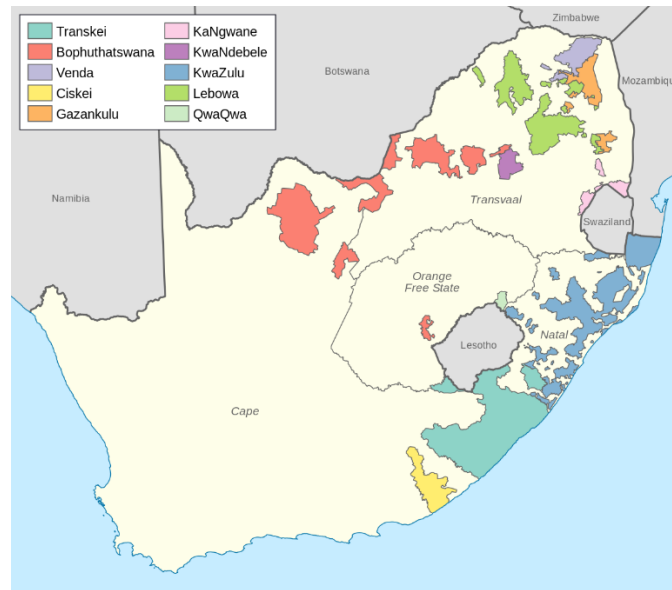 Transkei
Bophuthatswana
Venda
Ciskei
Gazankulu
KaNgwane
KwaNdebele
KwaZulu
Lebowa
QwaQwa
Zimbabwe
Botswana
Mozambiqu
Namibia
Transvaal
Swaziland
Orange
Free State
Natal
Lesotho
Cape